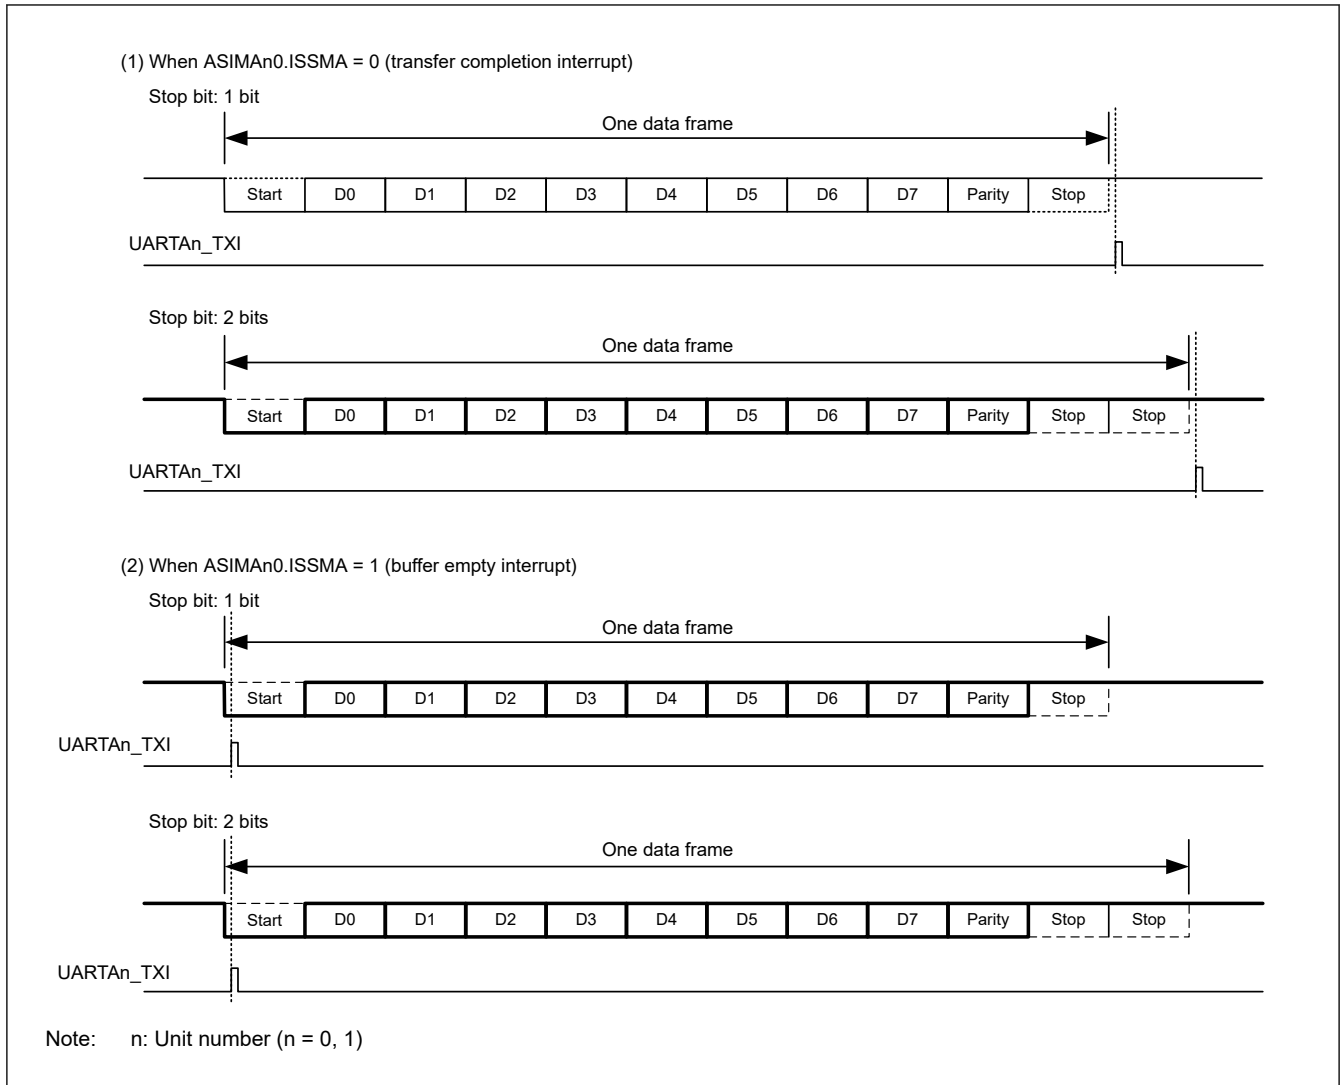 (1) When ASIMAn0.ISSMA = 0 (transfer completion interrupt)
Stop bit: 1 bit
One data frame
Start D0 D1 D2 D3 D4 D5 D6 D7 Parity Stop
UARTAn_TXI
Stop bit: 2 bits
One data frame
Start D0 D1 D2 D3 D4 D5 D6 D7 Parity Stop Stop
UARTAn_TXI
(2) When ASIMAn0.ISSMA = 1 (buffer empty interrupt)
Stop bit: 1 bit
One data frame
Start D0 D1 D2 D3 D4 D5 D6 D7 Parity Stop
UARTAn_TXI
Stop bit: 2 bits
One data frame
Start D0 D1 D2 D3 D4 D5 D6 D7 Parity Stop Stop
UARTAn_TXI
Note: n: Unit number (n = 0, 1)